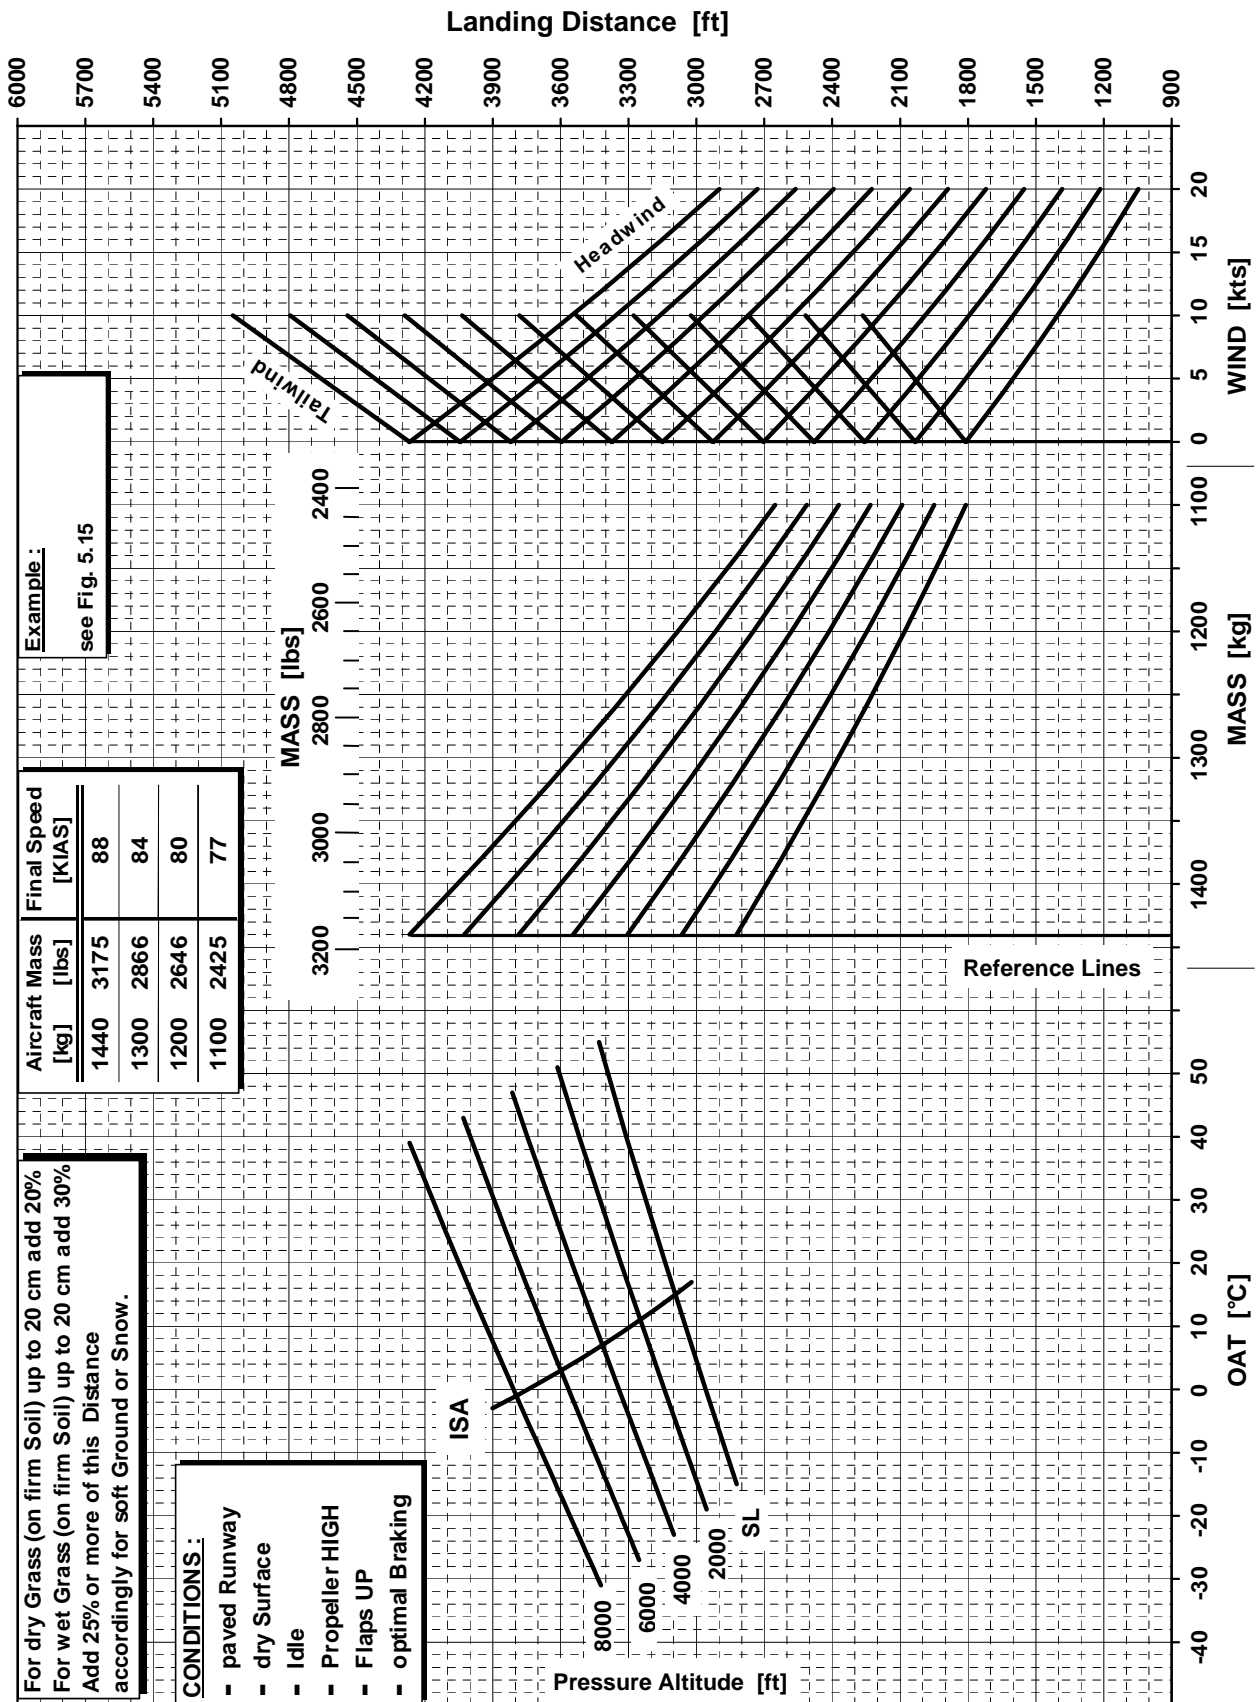 Landing Distance [ft]
6000
5700
5400
5100
4800
4500
4200
3900
3600
3300
3000
2700
2400
2100
1800
1500
1200
900
For dry Grass (on firm Soil) up to 20 cm add 20%
For wet Grass (on firm Soil) up to 20 cm add 30%
Add 25% or more of this Distance
accordingly for soft Ground or Snow.
CONDITIONS :
- paved Runway
- dry Surface
- Idle
- Propeller HIGH
- Flaps UP
- optimal Braking
Aircraft Mass Final Speed
[kg] [lbs] [KIAS]
1440 3175 88
1300 2866 84
1200 2646 80
1100 2425 77
Example :
see Fig. 5.15
MASS [lbs]
3200 3000 2800 2600 2400
Tailwind
Headwind
ISA
8000
6000
4000
2000
SL
Pressure Altitude [ft]
Reference Lines
-40 -30 -20 -10 0 10 20 30 40 50
OAT [°C]
1400 1300 1200 1100
MASS [kg]
0 5 10 15 20
WIND [kts]